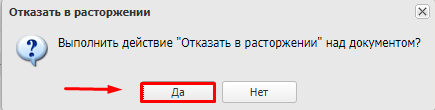 Отказать в расторжении
Выполнить действие "Отказать в расторжении" над документом?
Да
Нет